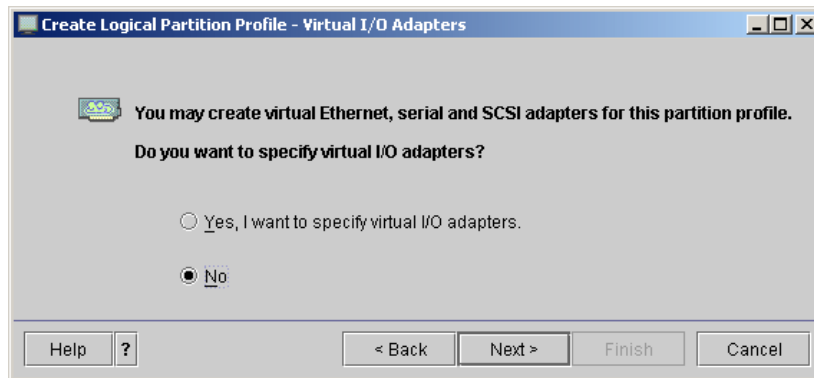 Create Logical Partition Profile - Virtual I/O Adapters
You may create virtual Ethernet, serial and SCSI adapters for this partition profile.
Do you want to specify virtual I/O adapters?
Yes, I want to specify virtual I/O adapters.
No
Help ? < Back Next > Finish Cancel